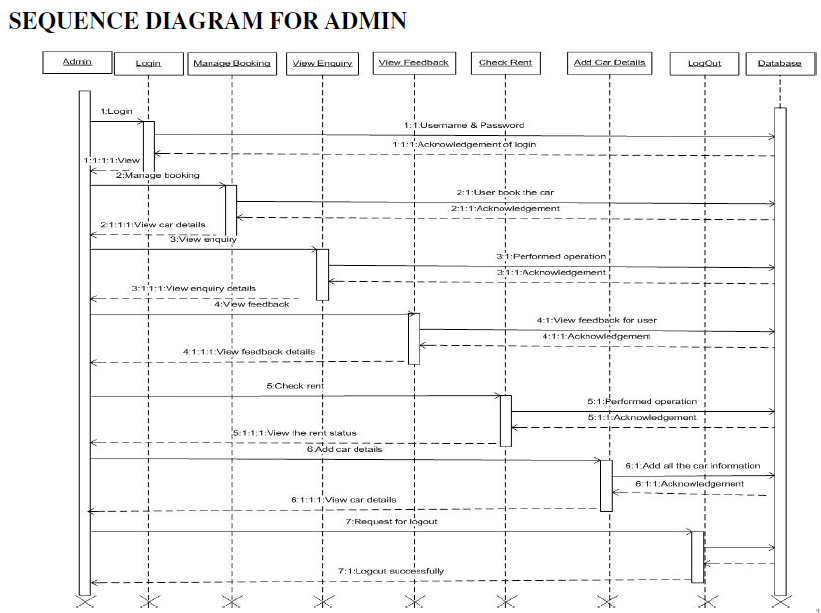 SEQUENCE DIAGRAM FOR ADMIN
Admin
Login
Manage Booking
View Enquiry
View Feedback
Check Rent
Add Car Details
LogOut
Database
1:Login
1:1:Username & Password
1:1:1:Acknowledgement of login
1:1:1:1:View
2:Manage booking
2:1:User book the car
2:1:1:Acknowledgement
2:1:1:1:View car details
3:View enquiry
3:1:Performed operation
3:1:1:Acknowledgement
3:1:1:1:View enquiry details
4:View feedback
4:1:View feedback for user
4:1:1:Acknowledgement
4:1:1:1:View feedback details
5:Check rent
5:1:Performed operation
5:1:1:Acknowledgement
5:1:1:1:View the rent status
6:Add car details
6:1:Add all the car information
6:1:1:Acknowledgement
6:1:1:1:View car details
7:Request for logout
7:1:Logout successfully